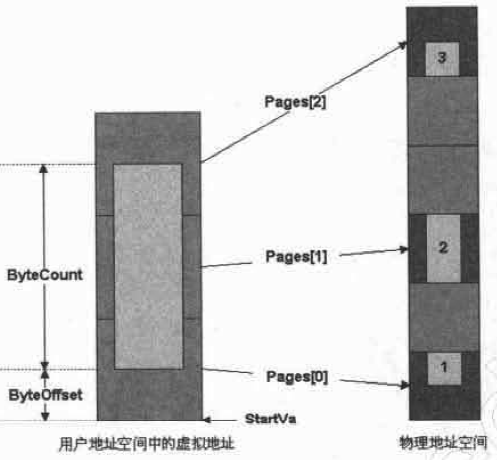 3
Pages[2]
ByteCount
Pages[1]
2
ByteOffset
Pages[0]
1
StartVa
用户地址空间中的虚拟地址
物理地址空间